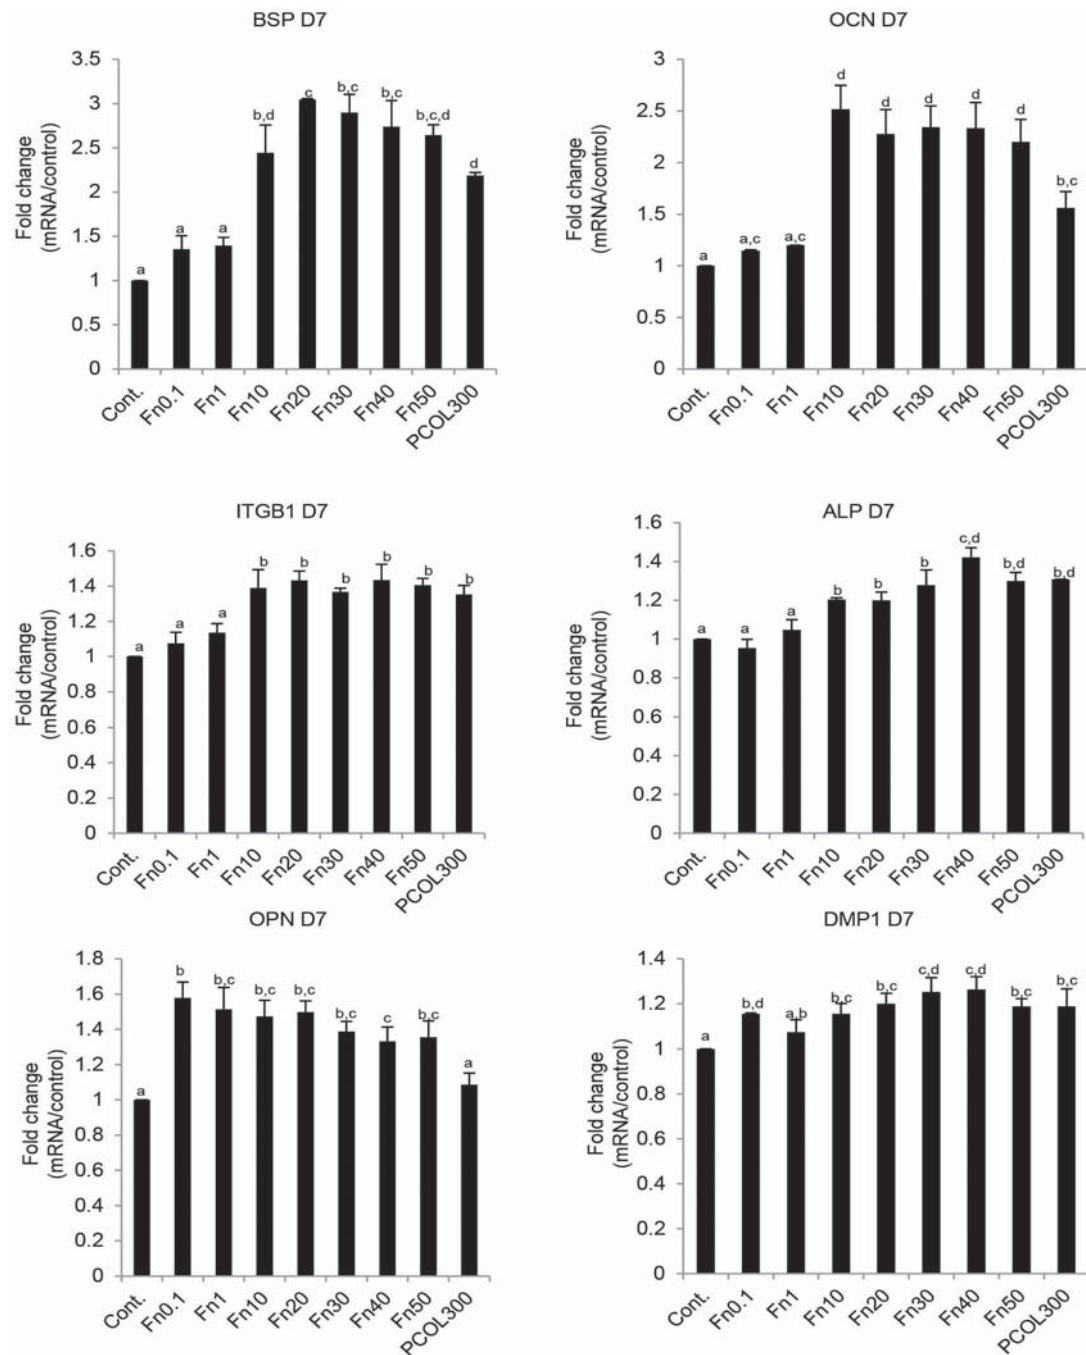 BSP D7
Fold change
(mRNA/control)
3.5
3
2.5
2
1.5
1
0.5
0
a
a
a
b,d
c
b,c
b,c
b,c,d
d
Cont.
Fn0.1
Fn1
Fn10
Fn20
Fn30
Fn40
Fn50
PCOL300
OCN D7
Fold change
(mRNA/control)
3
2.5
2
1.5
1
0.5
0
a
a,c
a,c
d
d
d
d
d
b,c
Cont.
Fn0.1
Fn1
Fn10
Fn20
Fn30
Fn40
Fn50
PCOL300
ITGB1 D7
Fold change
(mRNA/control)
1.6
1.4
1.2
1
0.8
0.6
0.4
0.2
0
a
a
a
b
b
b
b
b
b
Cont.
Fn0.1
Fn1
Fn10
Fn20
Fn30
Fn40
Fn50
PCOL300
ALP D7
Fold change
(mRNA/control)
1.6
1.4
1.2
1
0.8
0.6
0.4
0.2
0
a
a
a
b
b
b
c,d
b,d
b,d
Cont.
Fn0.1
Fn1
Fn10
Fn20
Fn30
Fn40
Fn50
PCOL300
OPN D7
Fold change
(mRNA/control)
1.8
1.6
1.4
1.2
1
0.8
0.6
0.4
0.2
0
a
b
b,c
b,c
b,c
b,c
c
b,c
a
Cont.
Fn0.1
Fn1
Fn10
Fn20
Fn30
Fn40
Fn50
PCOL300
DMP1 D7
Fold change
(mRNA/control)
1.4
1.2
1
0.8
0.6
0.4
0.2
0
a
b,d
a,b
b,c
b,c
c,d
c,d
b,c
b,c
Cont.
Fn0.1
Fn1
Fn10
Fn20
Fn30
Fn40
Fn50
PCOL300